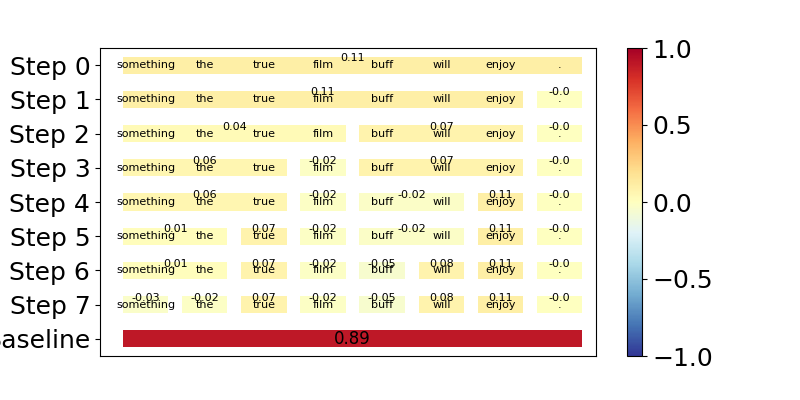 0.11
Step 0 something the true film buff will enjoy .
0.11 -0.0
Step 1 something the true film buff will enjoy .
0.04 0.07 -0.0
Step 2 something the true film buff will enjoy .
0.06 -0.02 0.07 -0.0
Step 3 something the true film buff will enjoy .
0.06 -0.02 -0.02 0.11 -0.0
Step 4 something the true film buff will enjoy .
0.01 0.07 -0.02 -0.02 0.11 -0.0
Step 5 something the true film buff will enjoy .
0.01 0.07 -0.02 -0.05 0.08 0.11 -0.0
Step 6 something the true film buff will enjoy .
-0.03 -0.02 0.07 -0.02 -0.05 0.08 0.11 -0.0
Step 7 something the true film buff will enjoy .
aseline 0.89
1.0
0.5
0.0
−0.5
−1.0